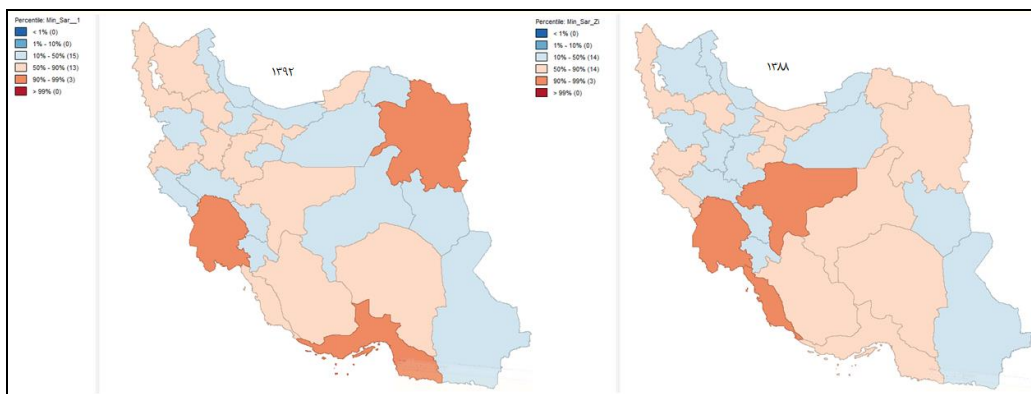 Percentile: Min_Sar__1
< 1% (0)
1% - 10% (0)
10% - 50% (15)
50% - 90% (13)
90% - 99% (3)
> 99% (0)
۱۳۹۲
Percentile: Min_Sar_Zi
< 1% (0)
1% - 10% (0)
10% - 50% (14)
50% - 90% (14)
90% - 99% (3)
> 99% (0)
۱۳۸۸